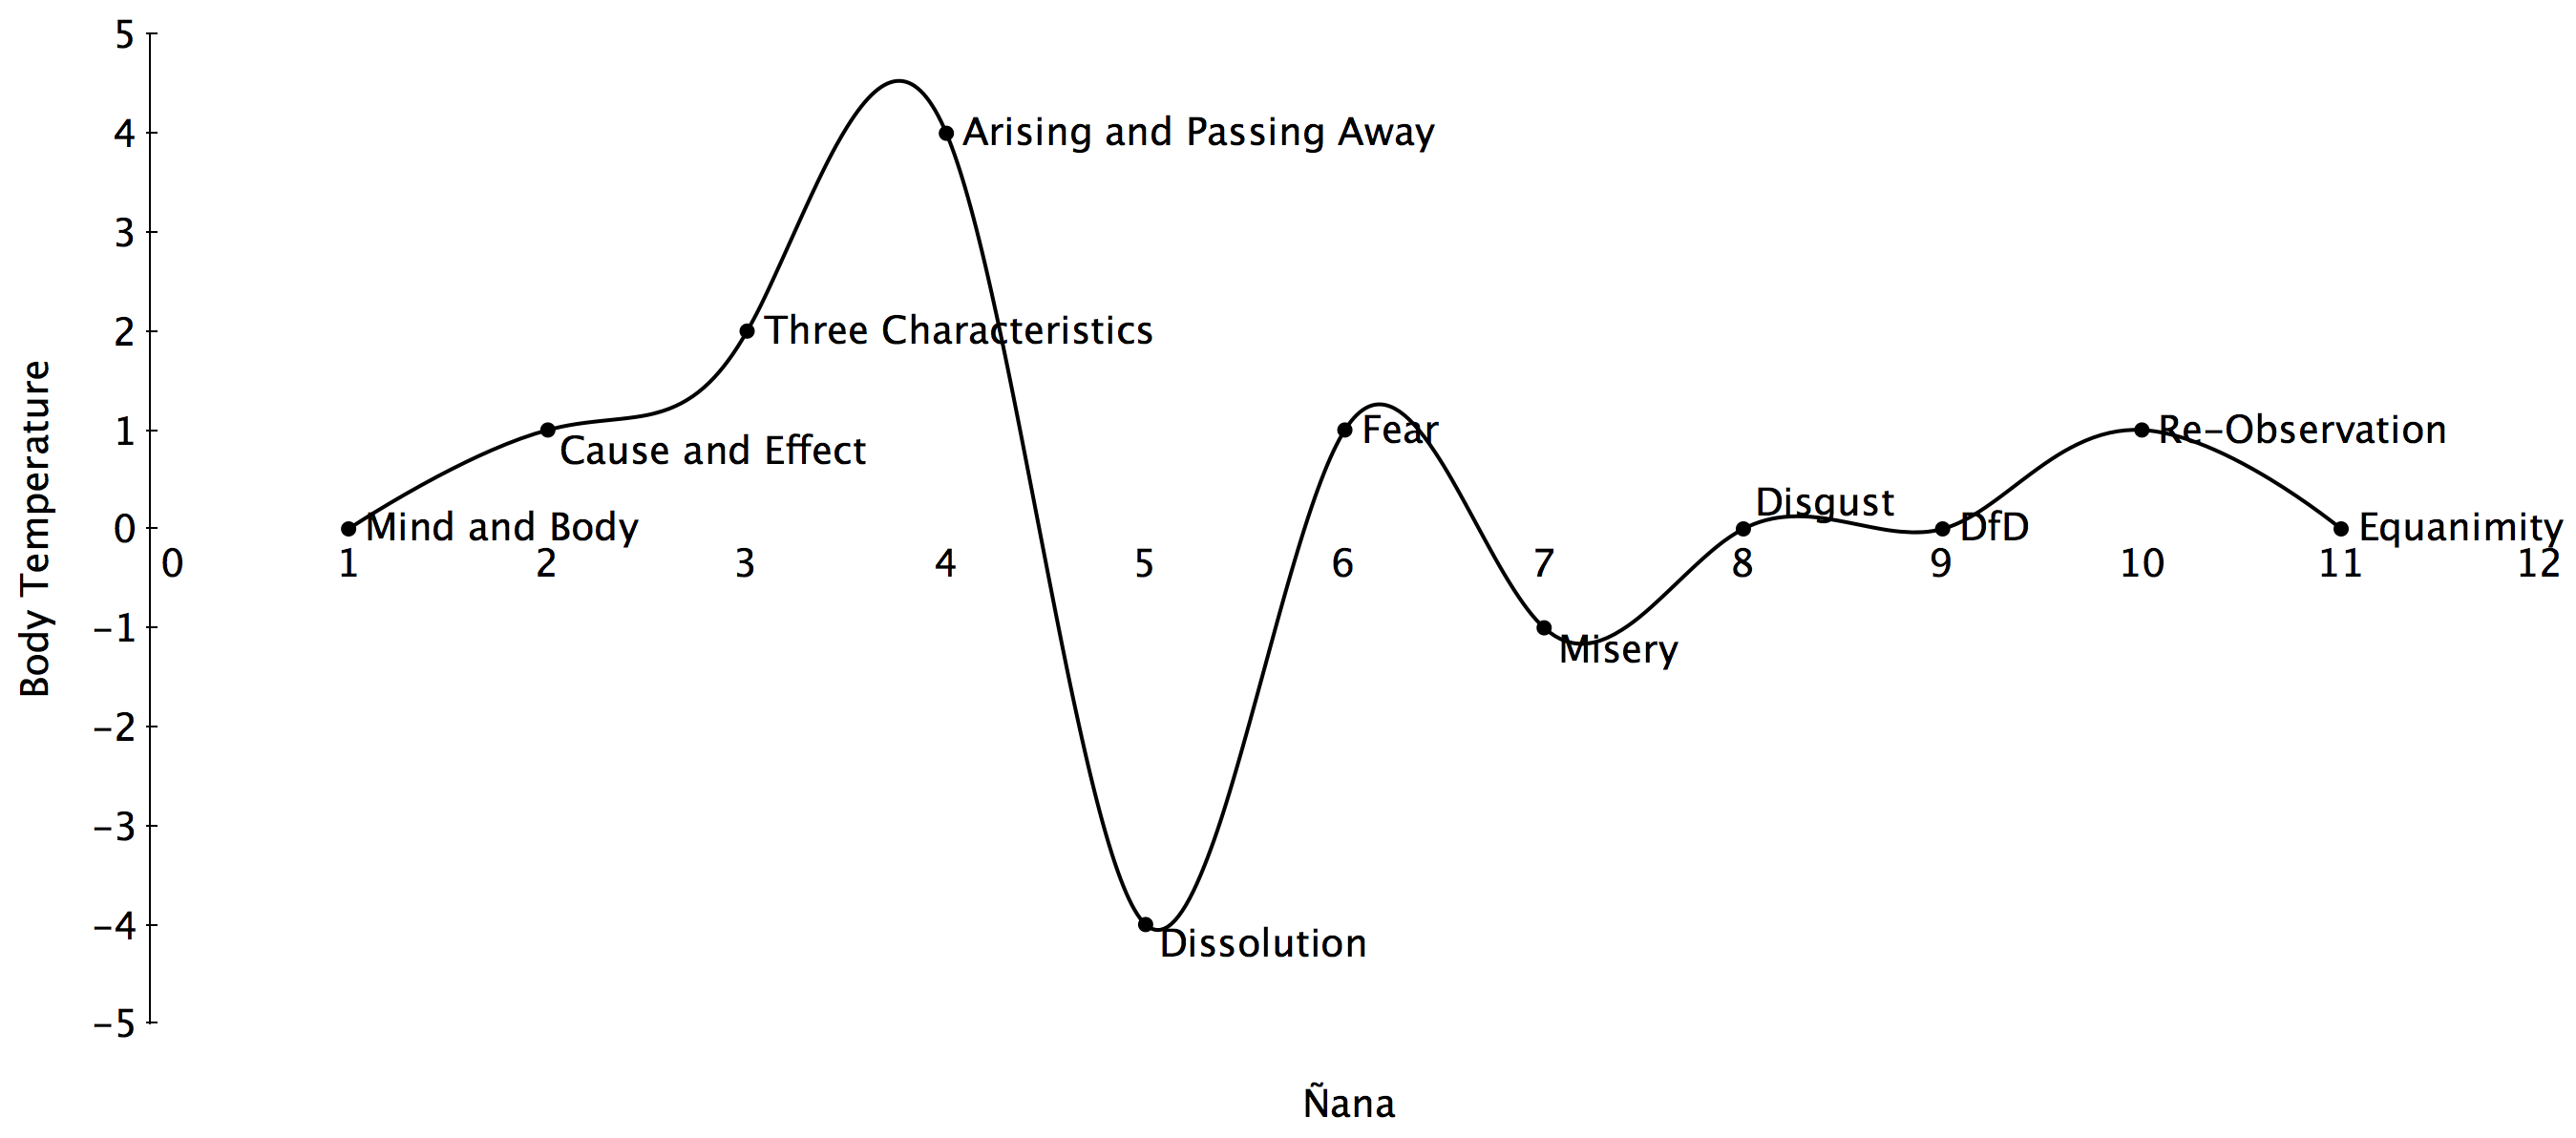 5
4
Arising and Passing Away
3
2
Three Characteristics
1
Cause and Effect
Fear
Re-Observation
Disgust
0
Mind and Body
DfD
Equanimity
0 1 2 3 4 5 6 7 8 9 10 11 12
-1
Misery
-2
-3
-4
Dissolution
-5
Body Temperature
Ñana